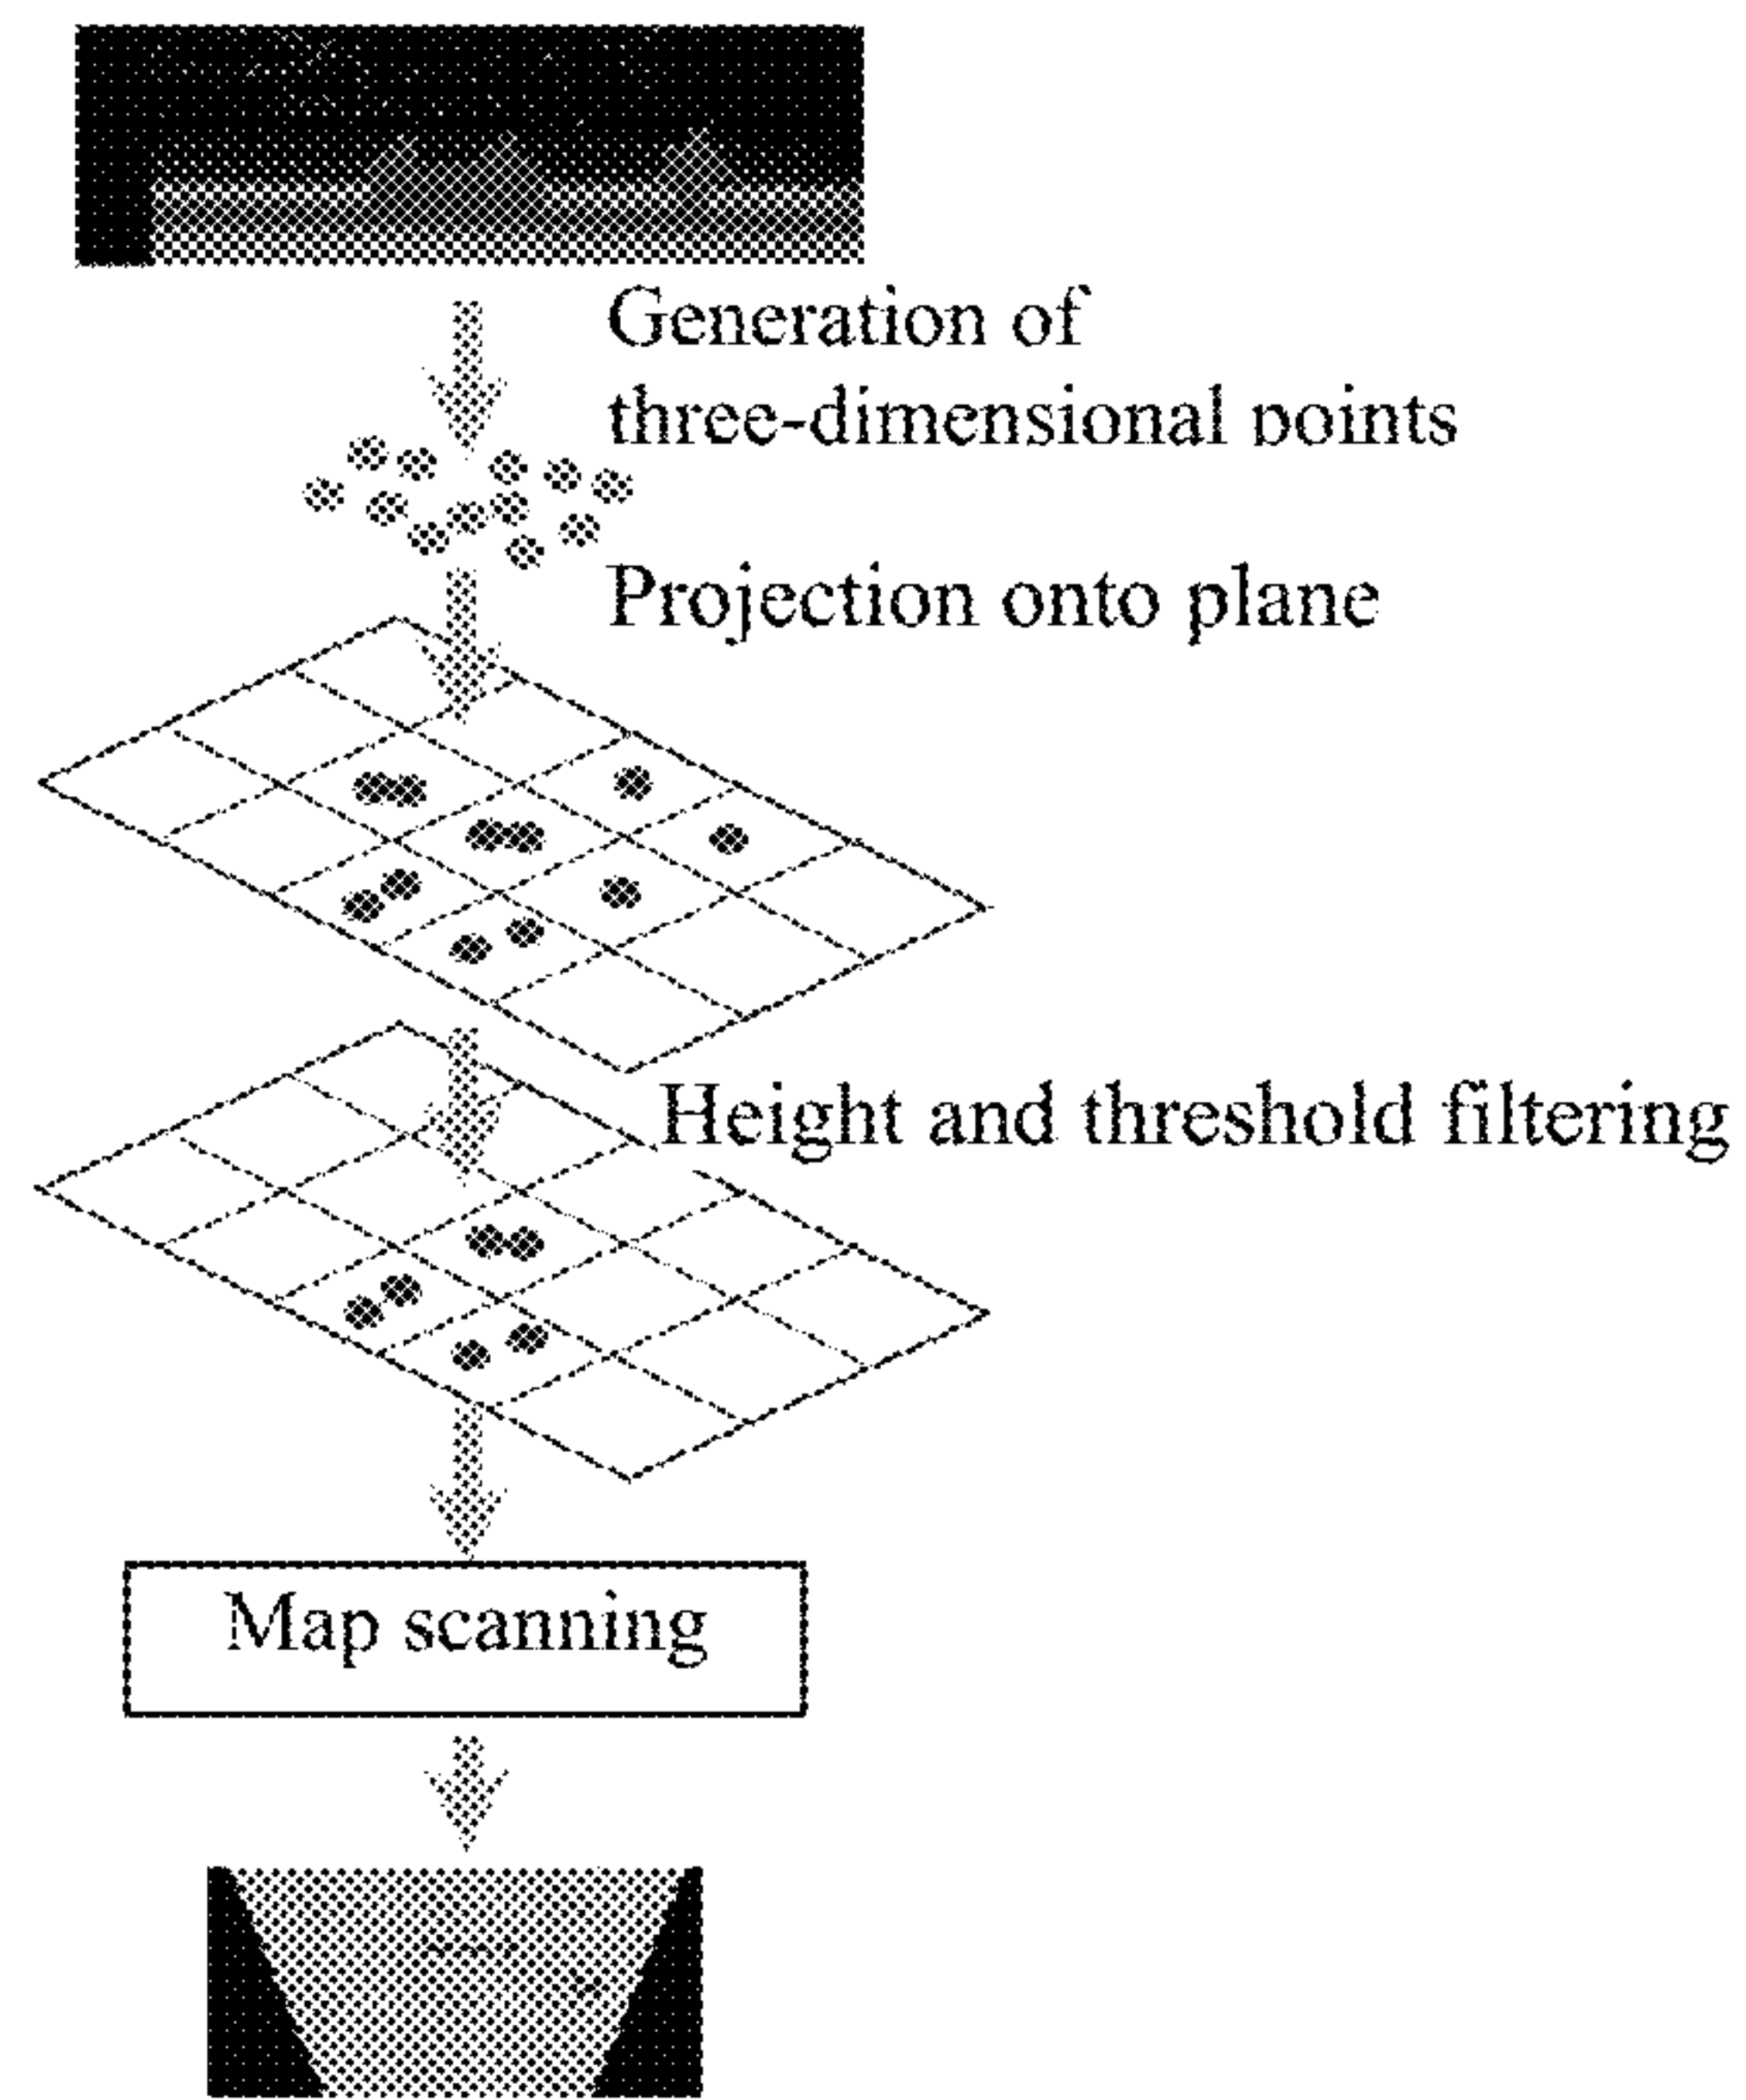 Generation of
three-dimensional points
Projection onto plane
Height and threshold filtering
Map scanning